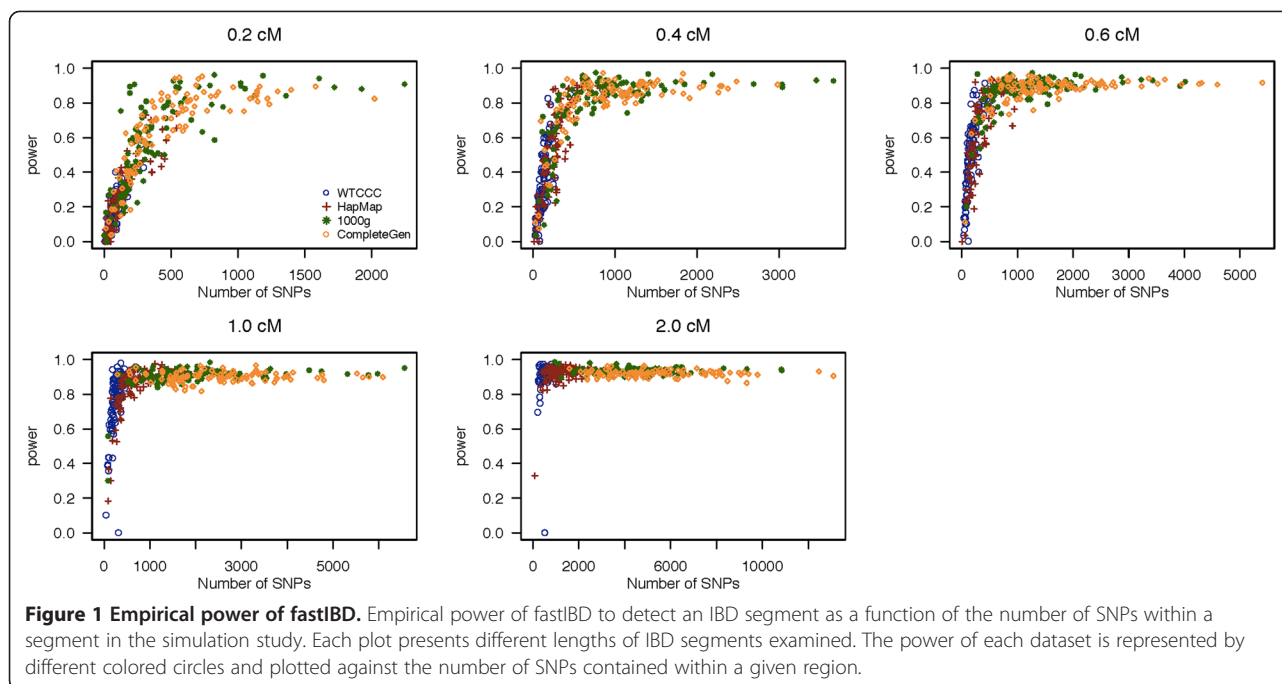 0.2 cM
1.0
0.8
0.6
0.4
0.2
0.0
power
WTCCC
HapMap
1000g
CompleteGen
0 500 1000 1500 2000
Number of SNPs
0.4 cM
1.0
0.8
0.6
0.4
0.2
0.0
power
0 1000 2000 3000
Number of SNPs
0.6 cM
1.0
0.8
0.6
0.4
0.2
0.0
power
0 1000 2000 3000 4000 5000
Number of SNPs
1.0 cM
1.0
0.8
0.6
0.4
0.2
0.0
power
0 1000 3000 5000
Number of SNPs
2.0 cM
1.0
0.8
0.6
0.4
0.2
0.0
power
0 2000 6000 10000
Number of SNPs
Figure 1 Empirical power of fastIBD. Empirical power of fastIBD to detect an IBD segment as a function of the number of SNPs within a
segment in the simulation study. Each plot presents different lengths of IBD segments examined. The power of each dataset is represented by
different colored circles and plotted against the number of SNPs contained within a given region.